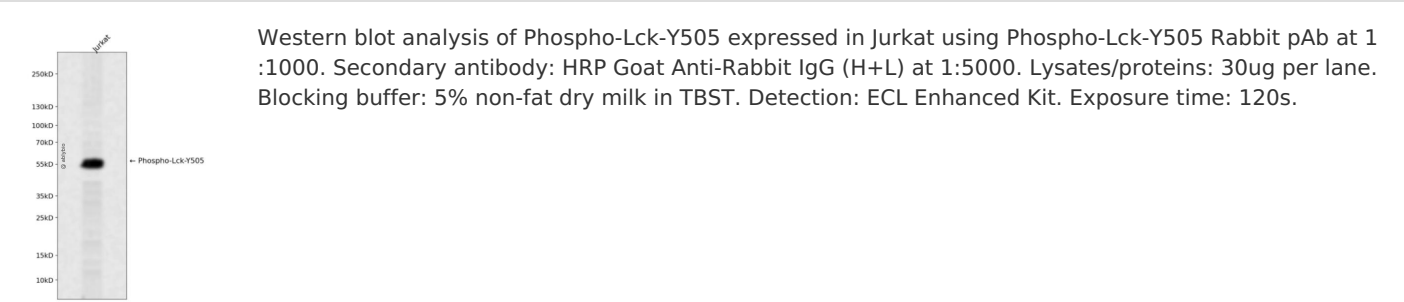 Jurkat
250kD
130kD
100kD
70kD
55kD
35kD
25kD
15kD
10kD
@ ablybio
← Phospho-Lck-Y505
Western blot analysis of Phospho-Lck-Y505 expressed in Jurkat using Phospho-Lck-Y505 Rabbit pAb at 1
:1000. Secondary antibody: HRP Goat Anti-Rabbit IgG (H+L) at 1:5000. Lysates/proteins: 30ug per lane.
Blocking buffer: 5% non-fat dry milk in TBST. Detection: ECL Enhanced Kit. Exposure time: 120s.